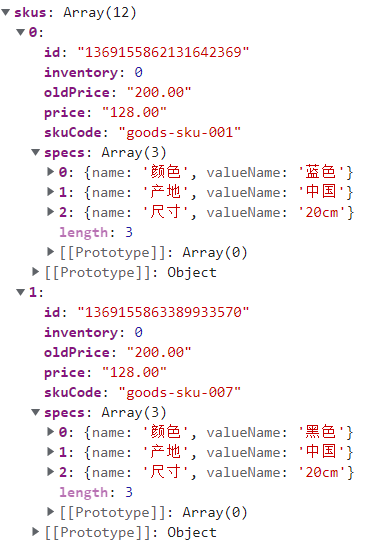 skus: Array(12)
0:
id: "1369155862131642369"
inventory: 0
oldPrice: "200.00"
price: "128.00"
skuCode: "goods-sku-001"
specs: Array(3)
0: {name: '颜色', valueName: '蓝色'}
1: {name: '产地', valueName: '中国'}
2: {name: '尺寸', valueName: '20cm'}
length: 3
[[Prototype]]: Array(0)
[[Prototype]]: Object
1:
id: "1369155863389933570"
inventory: 0
oldPrice: "200.00"
price: "128.00"
skuCode: "goods-sku-007"
specs: Array(3)
0: {name: '颜色', valueName: '黑色'}
1: {name: '产地', valueName: '中国'}
2: {name: '尺寸', valueName: '20cm'}
length: 3
[[Prototype]]: Array(0)
[[Prototype]]: Object